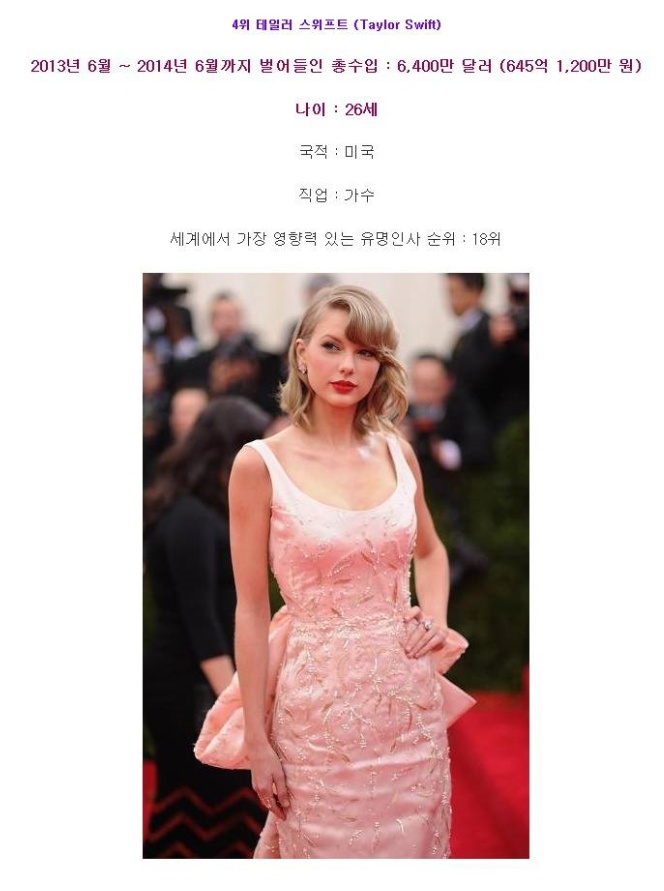 4위 테일러 스위프트 (Taylor Swift)
2013년 6월 ~ 2014년 6월까지 벌어들인 총수입 : 6,400만 달러 (645억 1,200만 원)
나이 : 26세
국적 : 미국
직업 : 가수
세계에서 가장 영향력 있는 유명인사 순위 : 18위